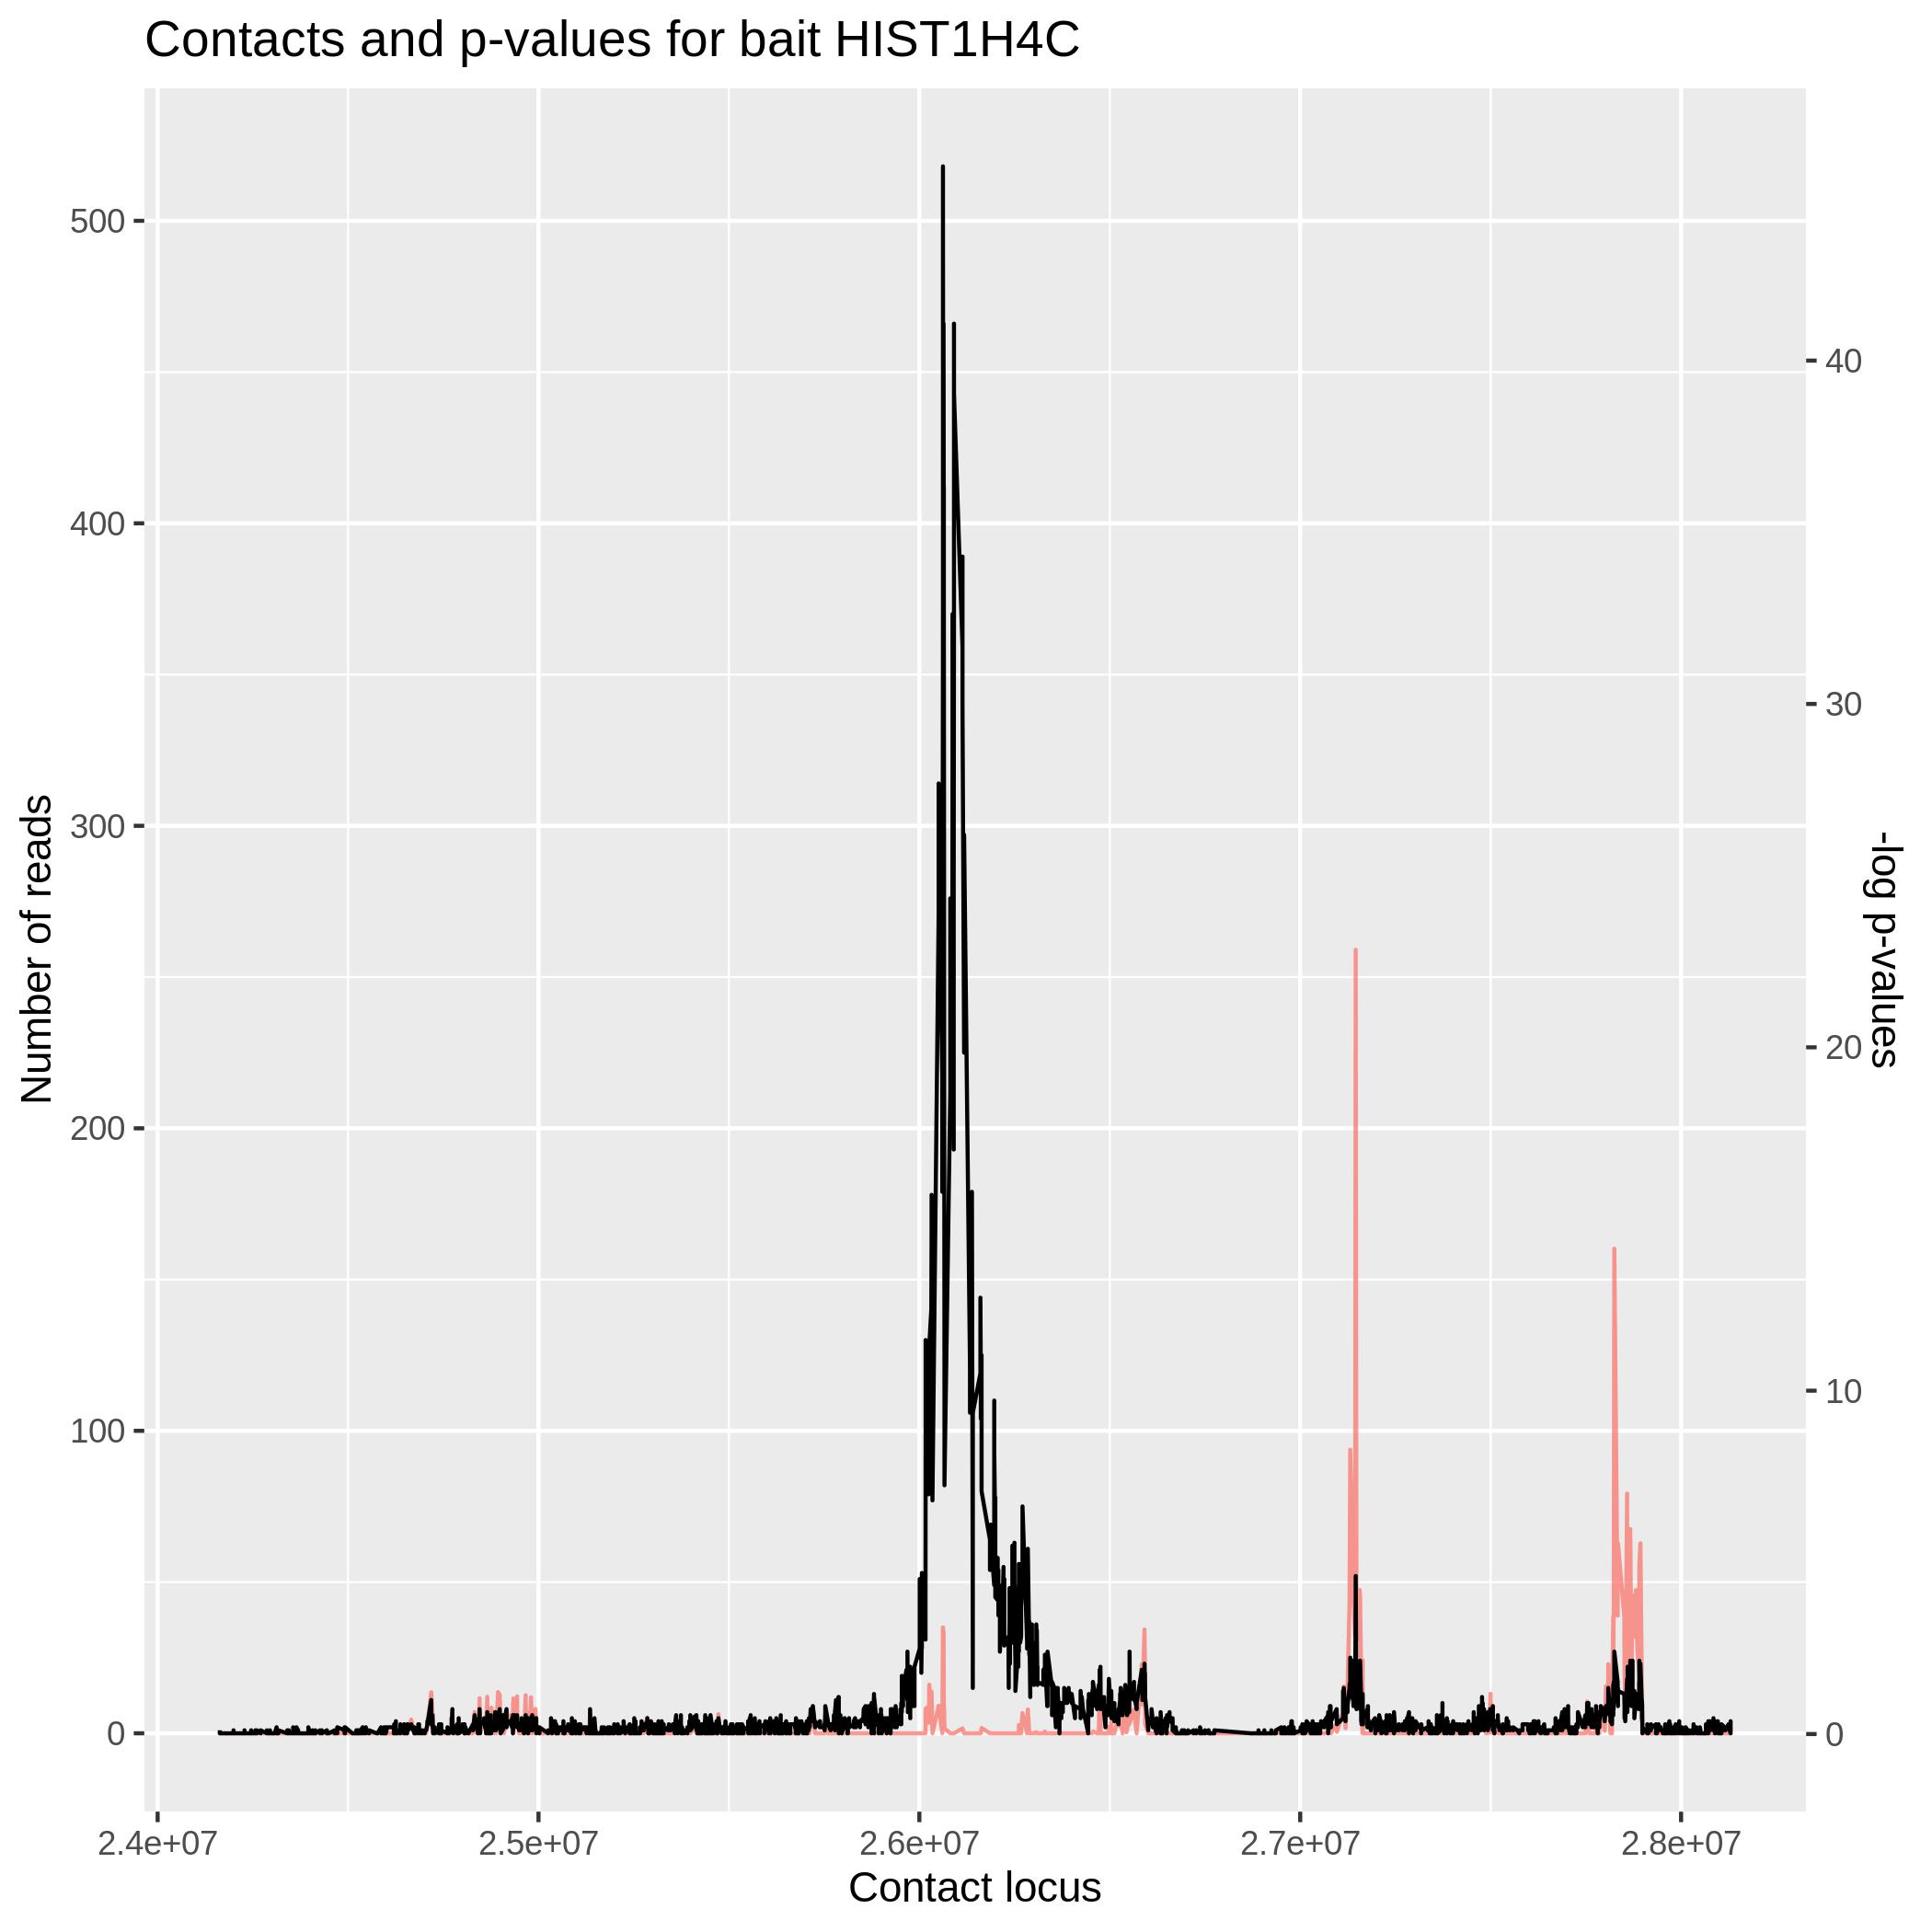 Contacts and p-values for bait HIST1H4C
500
400
300
200
100
0
Number of reads
40
30
20
10
0
-log p-values
2.4e+07
2.5e+07
2.6e+07
2.7e+07
2.8e+07
Contact locus